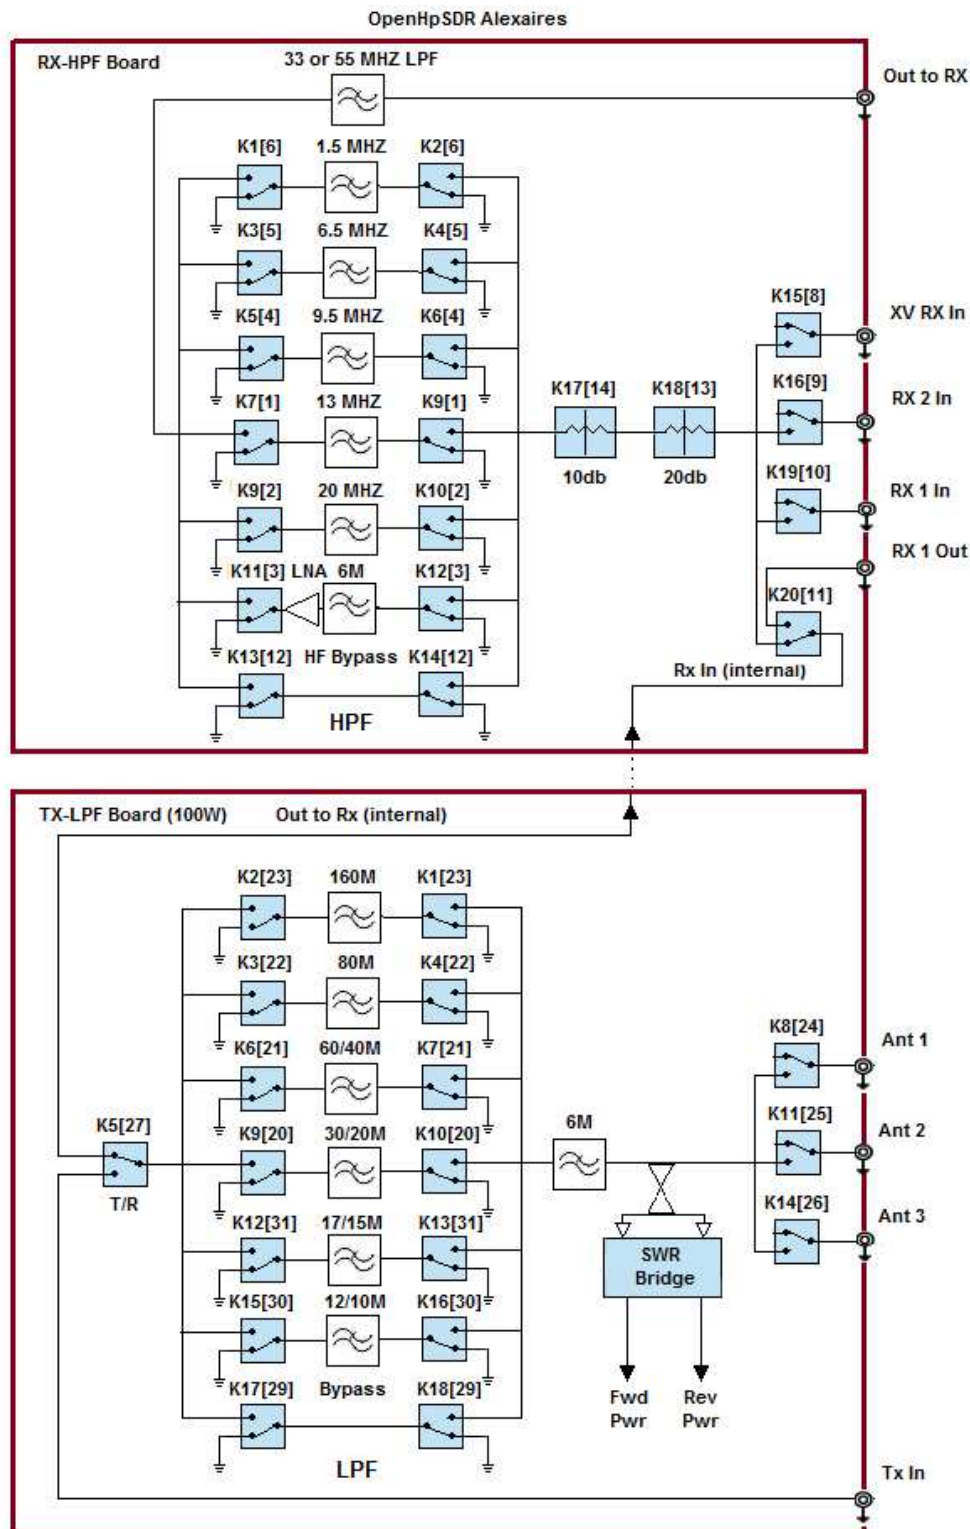 OpenHpSDR Alexaires
RX-HPF Board
33 or 55 MHZ LPF
Out to RX
K1[6] 1.5 MHZ K2[6]
K3[5] 6.5 MHZ K4[5]
K5[4] 9.5 MHZ K6[4]
K7[1] 13 MHZ K9[1]
K9[2] 20 MHZ K10[2]
K11[3] LNA 6M K12[3]
K13[12] HF Bypass K14[12]
HPF
K17[14] K18[13]
10db 20db
K15[8]
XV RX In
K16[9]
RX 2 In
K19[10]
RX 1 In
RX 1 Out
K20[11]
Rx In (internal)
TX-LPF Board (100W) Out to Rx (internal)
K2[23] 160M K1[23]
K3[22] 80M K4[22]
K6[21] 60/40M K7[21]
K5[27]
T/R
K9[20] 30/20M K10[20]
K12[31] 17/15M K13[31]
K15[30] 12/10M K16[30]
K17[29] Bypass K18[29]
LPF
6M
SWR
Bridge
Fwd
Pwr
Rev
Pwr
K8[24]
Ant 1
K11[25]
Ant 2
K14[26]
Ant 3
Tx In